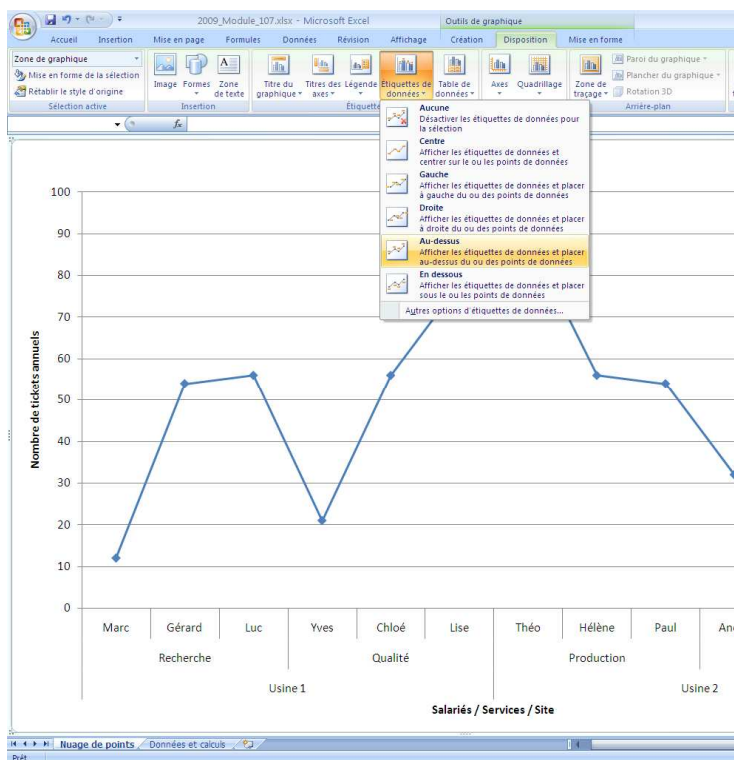 2009_Module_107.xlsx - Microsoft Excel
Outils de graphique
Accueil Insertion Mise en page Formules Données Révision Affichage Création Disposition Mise en forme
Zone de graphique
Mise en forme de la sélection
Rétablir le style d'origine
Sélection active
Image Formes Zone de texte
Insertion
Titre du graphique Titres des axes Légende Étiquettes de données Table de données
Étiquette
Axes Quadrillage
Zone de traçage
Paroi du graphique
Plancher du graphique
Rotation 3D
Arrière-plan
fx
Aucune
Désactiver les étiquettes de données pour
la sélection
Centre
Afficher les étiquettes de données et
centrer sur le ou les points de données
Gauche
Afficher les étiquettes de données et placer
à gauche du ou des points de données
Droite
Afficher les étiquettes de données et placer
à droite du ou des points de données
Au-dessus
Afficher les étiquettes de données et placer
au-dessus du ou des points de données
En dessous
Afficher les étiquettes de données et placer
sous le ou les points de données
Autres options d'étiquettes de données...
100
90
80
70
60
50
40
30
20
10
0
Nombre de tickets annuels
Marc Gérard Luc Yves Chloé Lise Théo Hélène Paul
Recherche Qualité Production
Usine 1 Usine 2
Salariés / Services / Site
Nuage de points Données et calculs
Prêt